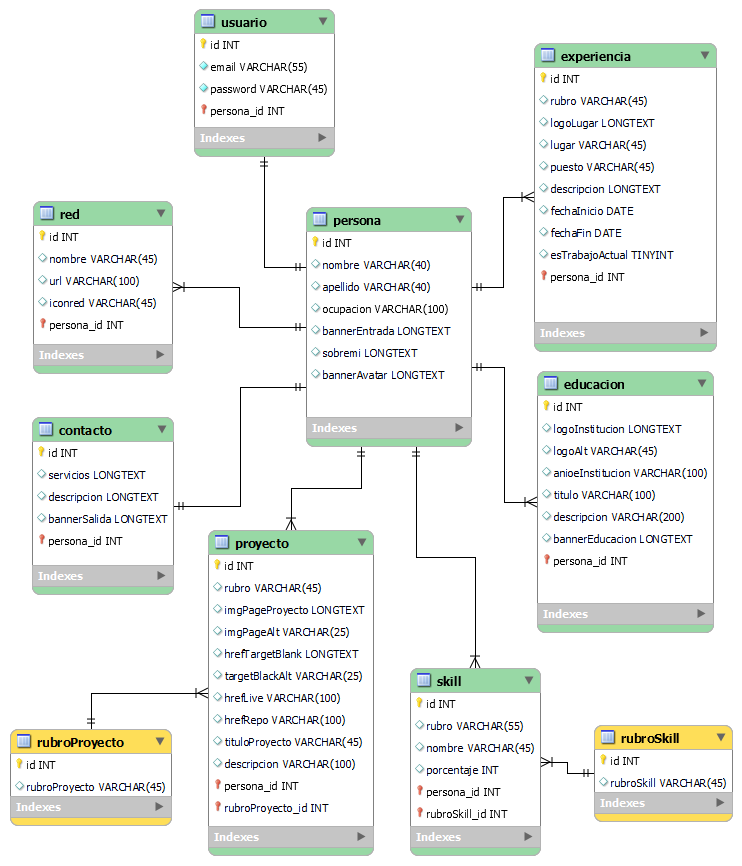 usuario
id INT
email VARCHAR(55)
password VARCHAR(45)
persona_id INT
Indexes
experiencia
id INT
rubro VARCHAR(45)
logoLugar LONGTEXT
lugar VARCHAR(45)
puesto VARCHAR(45)
descripcion LONGTEXT
fechaInicio DATE
fechaFin DATE
esTrabajoActual TINYINT
persona_id INT
Indexes
red
id INT
nombre VARCHAR(45)
url VARCHAR(100)
iconred VARCHAR(45)
persona_id INT
Indexes
persona
id INT
nombre VARCHAR(40)
apellido VARCHAR(40)
ocupacion VARCHAR(100)
bannerEntrada LONGTEXT
sobremi LONGTEXT
bannerAvatar LONGTEXT
Indexes
educacion
id INT
logoInstitucion LONGTEXT
logoAlt VARCHAR(45)
anioeInstitucion VARCHAR(100)
titulo VARCHAR(100)
descripcion VARCHAR(200)
bannerEducacion LONGTEXT
persona_id INT
Indexes
contacto
id INT
servicios LONGTEXT
descripcion LONGTEXT
bannerSalida LONGTEXT
persona_id INT
Indexes
proyecto
id INT
rubro VARCHAR(45)
imgPageProyecto LONGTEXT
imgPageAlt VARCHAR(25)
hrefTargetBlank LONGTEXT
targetBlackAlt VARCHAR(25)
hrefLive VARCHAR(100)
hrefRepo VARCHAR(100)
tituloProyecto VARCHAR(45)
descripcion VARCHAR(100)
persona_id INT
rubroProyecto_id INT
Indexes
skill
id INT
rubro VARCHAR(55)
nombre VARCHAR(45)
porcentaje INT
persona_id INT
rubroSkill_id INT
Indexes
rubroProyecto
id INT
rubroProyecto VARCHAR(45)
Indexes
rubroSkill
id INT
rubroSkill VARCHAR(45)
Indexes